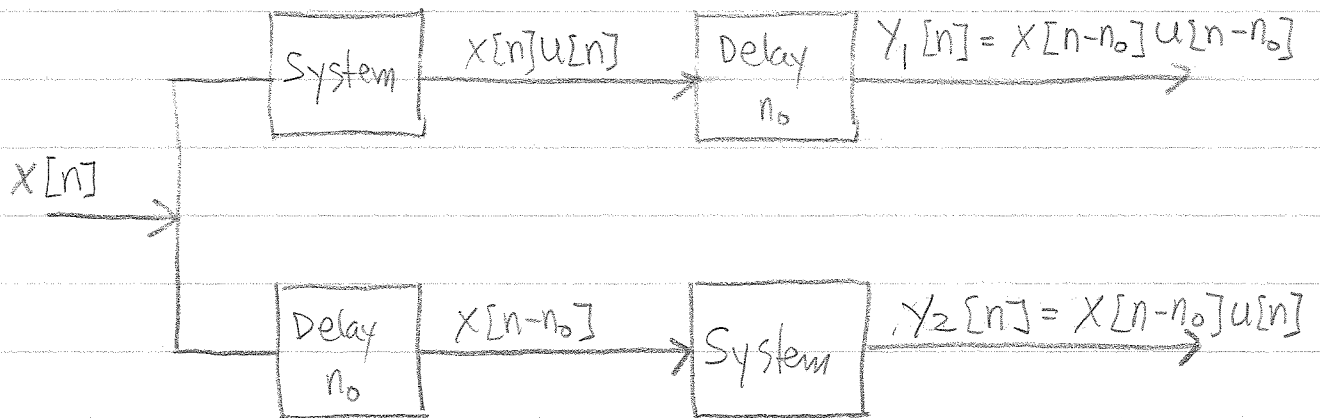 System
x[n]u[n]
Delay
n₀
y₁[n] = x[n-n₀]u[n-n₀]
x[n]
Delay
n₀
x[n-n₀]
System
y₂[n] = x[n-n₀]u[n]